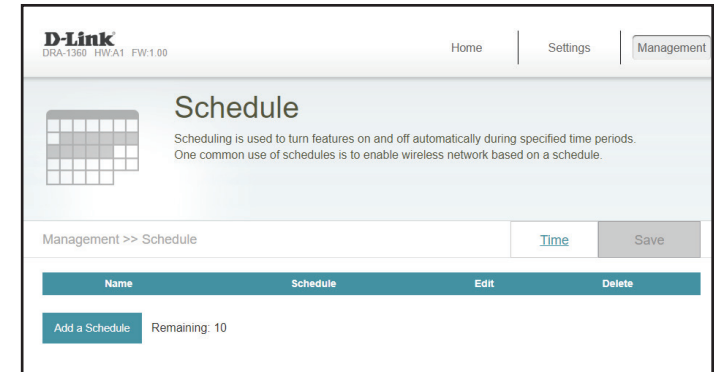 D-Link
DRA-1360 HW:A1 FW:1.00
Home Settings Management
Schedule
Scheduling is used to turn features on and off automatically during specified time periods.
One common use of schedules is to enable wireless network based on a schedule.
Management >> Schedule Time Save
Name Schedule Edit Delete
Add a Schedule Remaining: 10